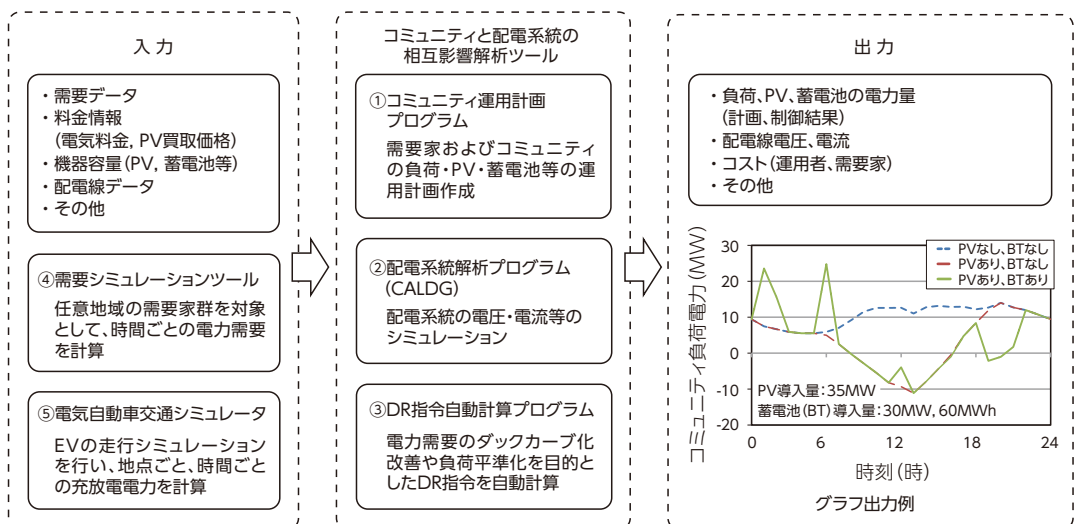 入 力
・需要データ
・料金情報
(電気料金, PV買取価格)
・機器容量(PV, 蓄電池等)
・配電線データ
・その他
④需要シミュレーションツール
任意地域の需要家群を対象
として、時間ごとの電力需要
を計算
⑤電気自動車交通シミュレータ
EVの走行シミュレーション
を行い、地点ごと、時間ごと
の充放電電力を計算
コミュニティと配電系統の
相互影響解析ツール
①コミュニティ運用計画
プログラム
需要家およびコミュニティ
の負荷・PV・蓄電池等の運
用計画作成
②配電系統解析プログラム
(CALDG)
配電系統の電圧・電流等の
シミュレーション
③DR指令自動計算プログラム
電力需要のダックカーブ化
改善や負荷平準化を目的と
したDR指令を自動計算
出 力
・負荷、PV、蓄電池の電力量
(計画、制御結果)
・配電線電圧、電流
・コスト(運用者、需要家)
・その他
コミュニティ負荷電力(MW)
30
20
10
0
-10
-20
PVなし、BTなし
PVあり、BTなし
PVあり、BTあり
PV導入量:35MW
蓄電池(BT)導入量:30MW, 60MWh
0
6
12
18
24
時刻(時)
グラフ出力例